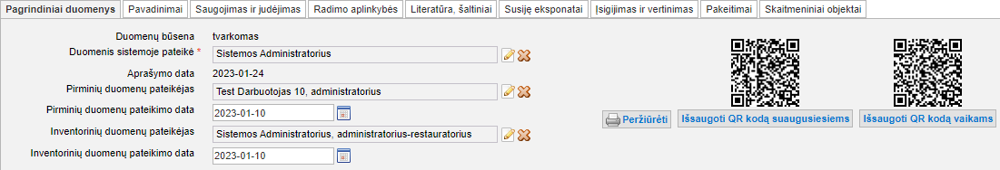 Pagrindiniai duomenys Pavadinimai Saugojimas ir judėjimas Radimo aplinkybės Literatūra, šaltiniai Susiję eksponatai Įsigijimas ir vertinimas Pakeitimai Skaitmeniniai objektai
Duomenų būsena tvarkomas
Duomenis sistemoje pateikė * Sistemos Administratorius
Aprašymo data 2023-01-24
Pirminių duomenų pateikėjas Test Darbuotojas 10, administratorius
Pirminių duomenų pateikimo data 2023-01-10
Inventorinių duomenų pateikėjas Sistemos Administratorius, administratorius-restauratorius
Inventorinių duomenų pateikimo data 2023-01-10
Peržiūrėti Išsaugoti QR kodą suaugusiesiems Išsaugoti QR kodą vaikams